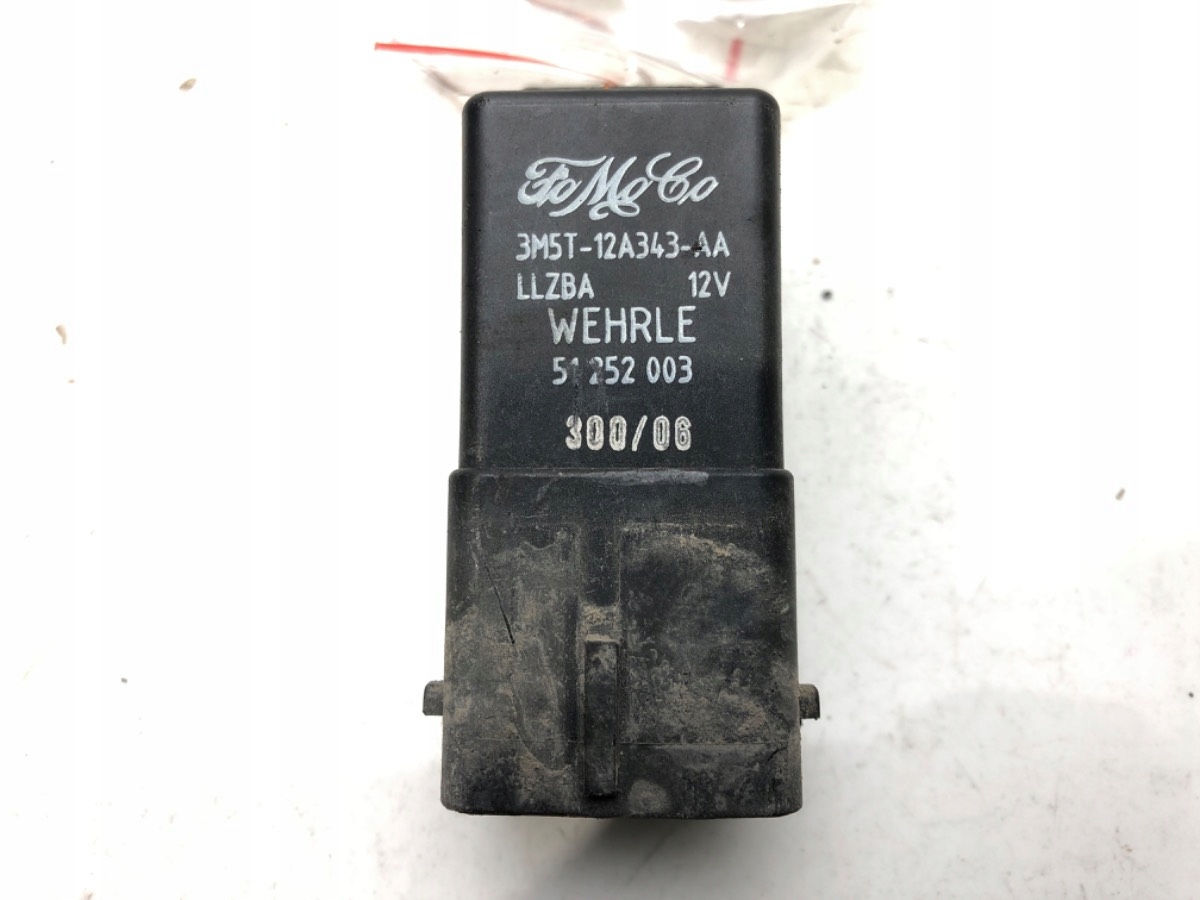 FoMoCo
3M5T-12A343-AA
LLZBA 12V
WEHRLE
51 252 003
300/06